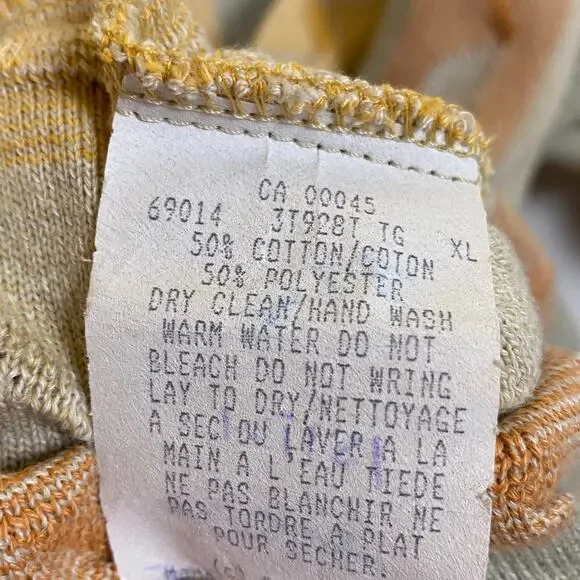 CA 00045
69014 3T928T TG XL
50% COTTON/COTON
50% POLYESTER
DRY CLEAN/HAND WASH
WARM WATER DO NOT
BLEACH DO NOT WRING
LAY TO DRY/NETTOYAGE
A SEC OU LAVER A LA
MAIN A L'EAU TIEDE
NE PAS BLANCHIR NE
PAS TORDRE A PLAT
POUR SECHER.